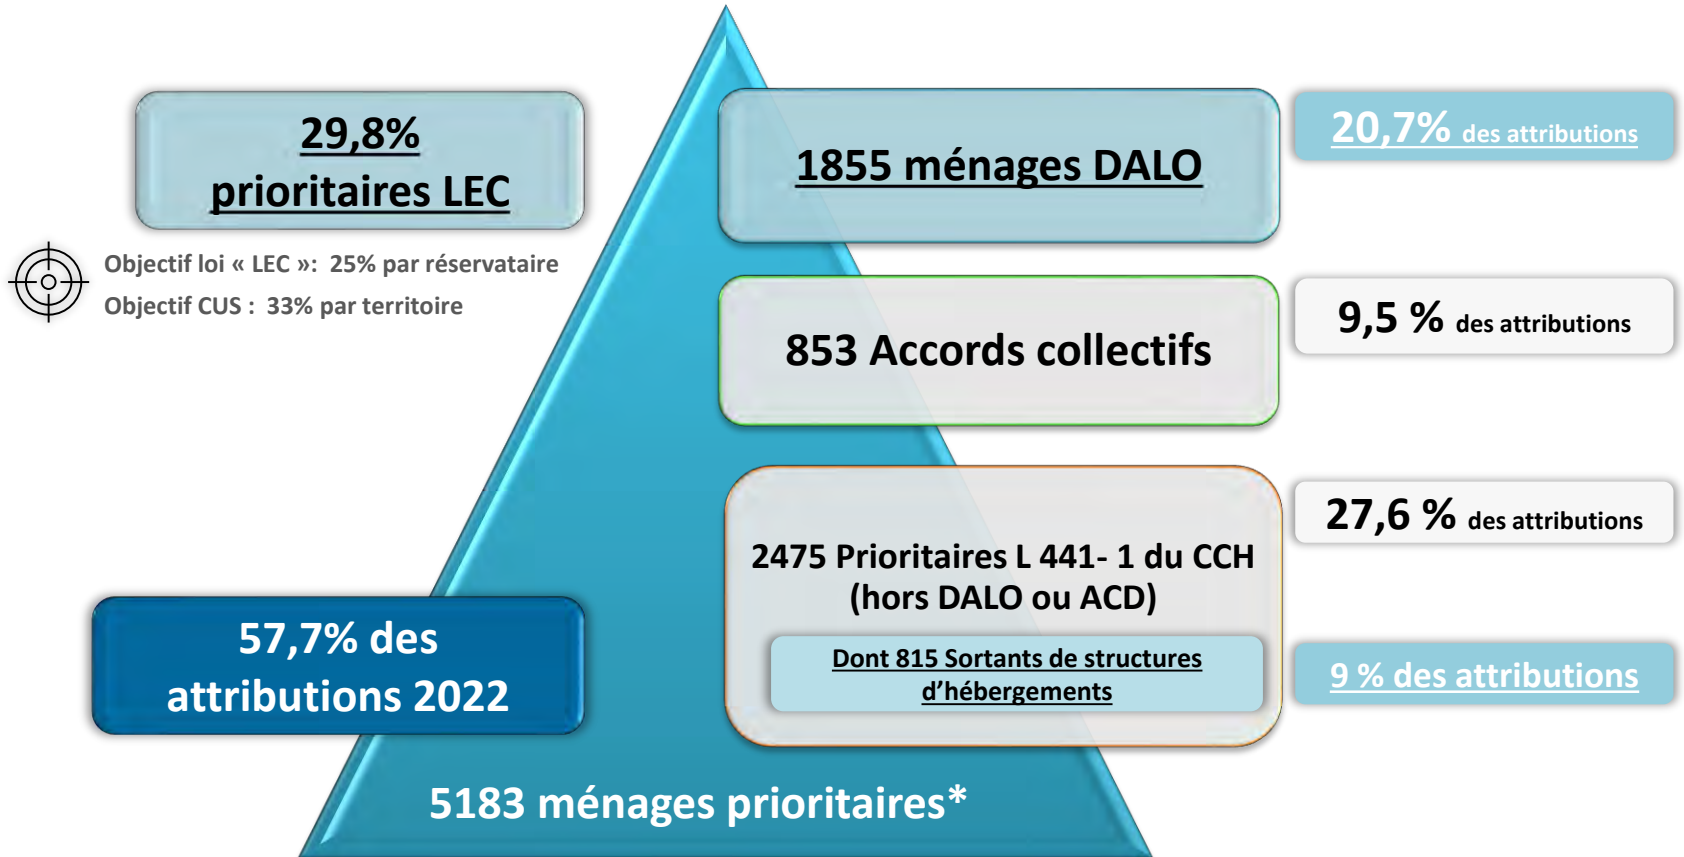 29,8%
prioritaires LEC
Objectif loi « LEC »:  25% par réservataire
Objectif CUS :  33% par territoire
1855 ménages DALO
20,7% des attributions
853 Accords collectifs
9,5 % des attributions
2475 Prioritaires L 441- 1 du CCH
(hors DALO ou ACD)
27,6 % des attributions
Dont 815 Sortants de structures
d’hébergements
9 % des attributions
57,7% des
attributions 2022
5183 ménages prioritaires*